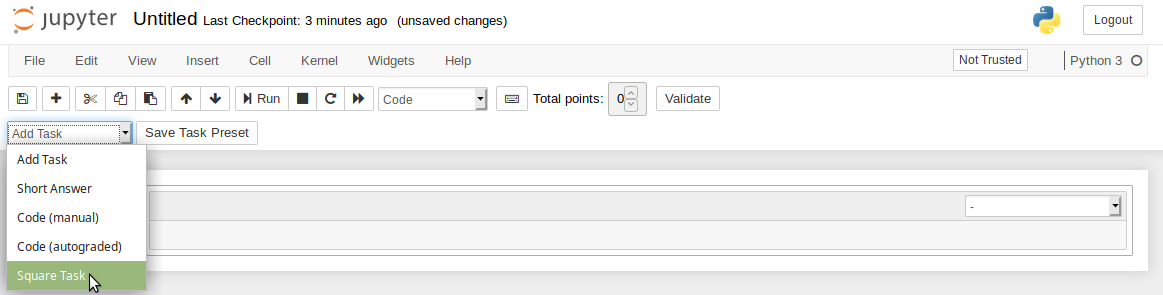 jupyter Untitled Last Checkpoint: 3 minutes ago (unsaved changes) Logout
File Edit View Insert Cell Kernel Widgets Help Not Trusted Python 3
Run Code Total points: 0 Validate
Add Task Save Task Preset
Add Task
Short Answer
-
Code (manual)
Code (autograded)
Square Task